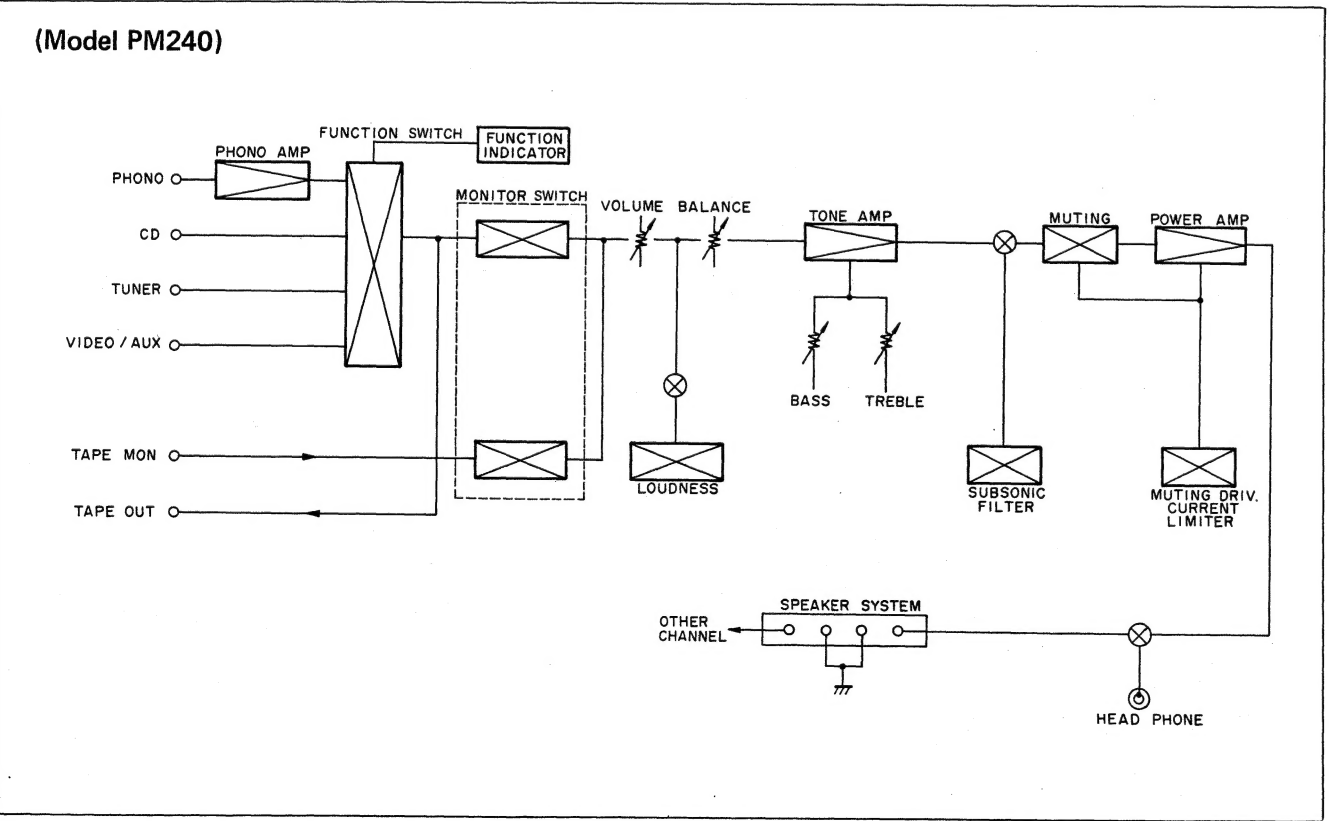 (Model PM240)
FUNCTION SWITCH
FUNCTION
INDICATOR
PHONO AMP
PHONO
MONITOR SWITCH
VOLUME
BALANCE
TONE AMP
MUTING
POWER AMP
CD
TUNER
VIDEO / AUX
BASS
TREBLE
TAPE MON
LOUDNESS
SUBSONIC
FILTER
MUTING DRIV.
CURRENT
LIMITER
TAPE OUT
SPEAKER SYSTEM
OTHER
CHANNEL
HEAD PHONE